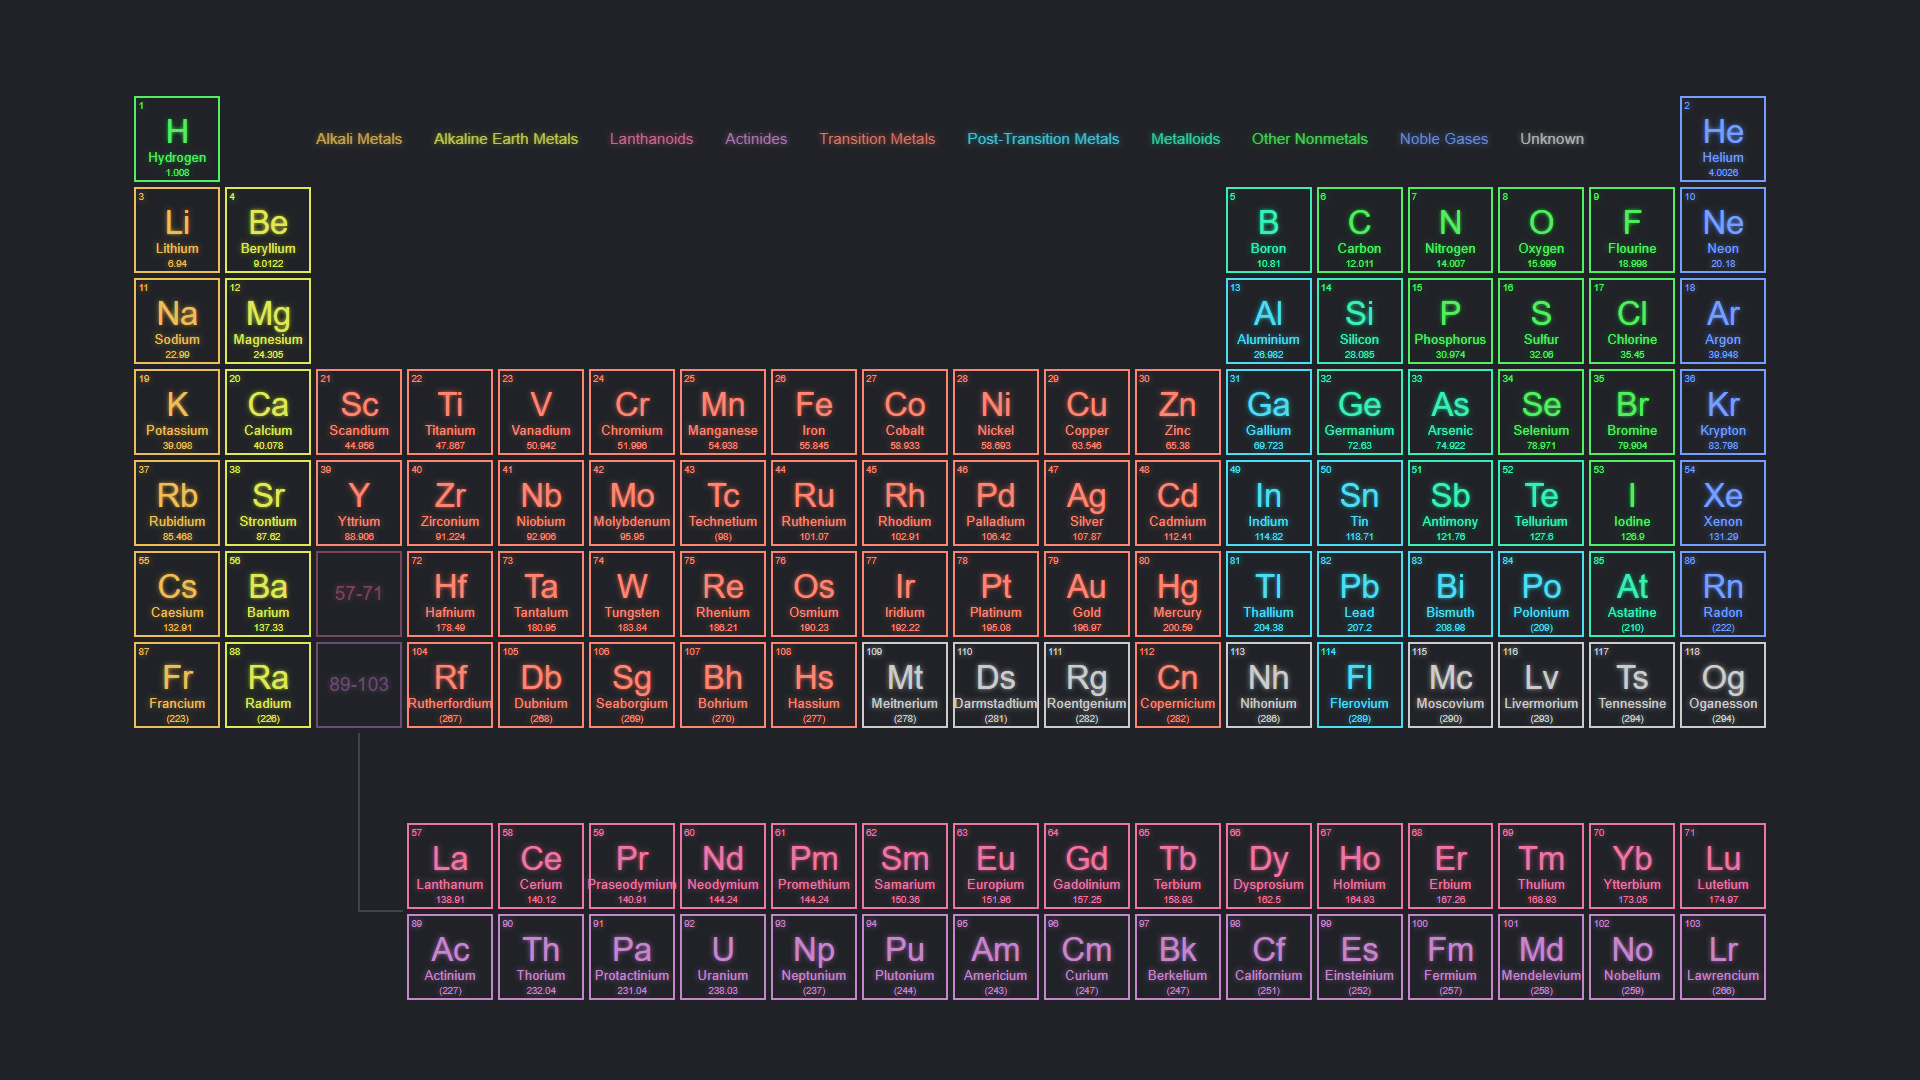 1
H
Hydrogen
1.008
Alkali Metals
Alkaline Earth Metals
Lanthanoids
Actinides
Transition Metals
Post-Transition Metals
Metalloids
Other Nonmetals
Noble Gases
Unknown
2
He
Helium
4.0026
3
Li
Lithium
6.94
4
Be
Beryllium
9.0122
5
B
Boron
10.81
6
C
Carbon
12.011
7
N
Nitrogen
14.007
8
O
Oxygen
15.999
9
F
Flourine
18.998
10
Ne
Neon
20.18
11
Na
Sodium
22.99
12
Mg
Magnesium
24.305
13
Al
Aluminium
26.982
14
Si
Silicon
28.085
15
P
Phosphorus
30.974
16
S
Sulfur
32.06
17
Cl
Chlorine
35.45
18
Ar
Argon
39.948
19
K
Potassium
39.098
20
Ca
Calcium
40.078
21
Sc
Scandium
44.956
22
Ti
Titanium
47.867
23
V
Vanadium
50.942
24
Cr
Chromium
51.996
25
Mn
Manganese
54.938
26
Fe
Iron
55.845
27
Co
Cobalt
58.933
28
Ni
Nickel
58.693
29
Cu
Copper
63.546
30
Zn
Zinc
65.38
31
Ga
Gallium
69.723
32
Ge
Germanium
72.63
33
As
Arsenic
74.922
34
Se
Selenium
78.971
35
Br
Bromine
79.904
36
Kr
Krypton
83.798
37
Rb
Rubidium
85.468
38
Sr
Strontium
87.62
39
Y
Yttrium
88.906
40
Zr
Zirconium
91.224
41
Nb
Niobium
92.906
42
Mo
Molybdenum
95.95
43
Tc
Technetium
(98)
44
Ru
Ruthenium
101.07
45
Rh
Rhodium
102.91
46
Pd
Palladium
106.42
47
Ag
Silver
107.87
48
Cd
Cadmium
112.41
49
In
Indium
114.82
50
Sn
Tin
118.71
51
Sb
Antimony
121.76
52
Te
Tellurium
127.6
53
I
Iodine
126.9
54
Xe
Xenon
131.29
55
Cs
Caesium
132.91
56
Ba
Barium
137.33
57-71
72
Hf
Hafnium
178.49
73
Ta
Tantalum
180.95
74
W
Tungsten
183.84
75
Re
Rhenium
186.21
76
Os
Osmium
190.23
77
Ir
Iridium
192.22
78
Pt
Platinum
195.08
79
Au
Gold
196.97
80
Hg
Mercury
200.59
81
Tl
Thallium
204.38
82
Pb
Lead
207.2
83
Bi
Bismuth
208.98
84
Po
Polonium
(209)
85
At
Astatine
(210)
86
Rn
Radon
(222)
87
Fr
Francium
(223)
88
Ra
Radium
(226)
89-103
104
Rf
Rutherfordium
(267)
105
Db
Dubnium
(268)
106
Sg
Seaborgium
(269)
107
Bh
Bohrium
(270)
108
Hs
Hassium
(277)
109
Mt
Meitnerium
(278)
110
Ds
Darmstadtium
(281)
111
Rg
Roentgenium
(282)
112
Cn
Copernicium
(282)
113
Nh
Nihonium
(286)
114
Fl
Flerovium
(289)
115
Mc
Moscovium
(290)
116
Lv
Livermorium
(293)
117
Ts
Tennessine
(294)
118
Og
Oganesson
(294)
57
La
Lanthanum
138.91
58
Ce
Cerium
140.12
59
Pr
Praseodymium
140.91
60
Nd
Neodymium
144.24
61
Pm
Promethium
144.24
62
Sm
Samarium
150.36
63
Eu
Europium
151.96
64
Gd
Gadolinium
157.25
65
Tb
Terbium
158.93
66
Dy
Dysprosium
162.5
67
Ho
Holmium
164.93
68
Er
Erbium
167.26
69
Tm
Thulium
168.93
70
Yb
Ytterbium
173.05
71
Lu
Lutetium
174.97
89
Ac
Actinium
(227)
90
Th
Thorium
232.04
91
Pa
Protactinium
231.04
92
U
Uranium
238.03
93
Np
Neptunium
(237)
94
Pu
Plutonium
(244)
95
Am
Americium
(243)
96
Cm
Curium
(247)
97
Bk
Berkelium
(247)
98
Cf
Californium
(251)
99
Es
Einsteinium
(252)
100
Fm
Fermium
(257)
101
Md
Mendelevium
(258)
102
No
Nobelium
(259)
103
Lr
Lawrencium
(266)